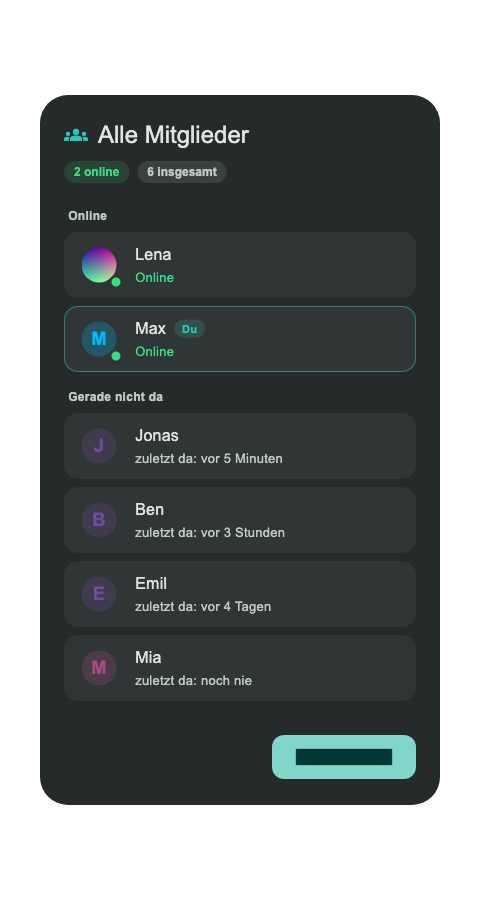 Alle Mitglieder
2 online 6 insgesamt
Online
Lena
Online
M Max Du
Online
Gerade nicht da
J Jonas
zuletzt da: vor 5 Minuten
B Ben
zuletzt da: vor 3 Stunden
E Emil
zuletzt da: vor 4 Tagen
M Mia
zuletzt da: noch nie